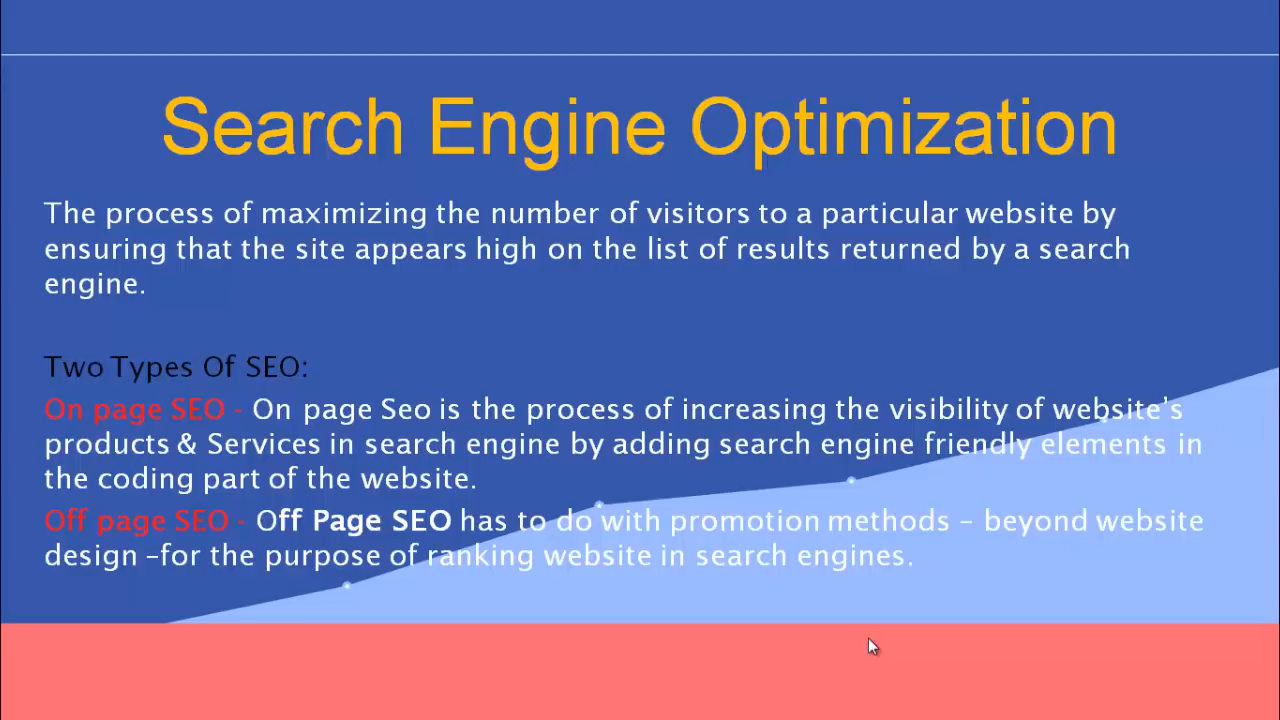 Search Engine Optimization
The process of maximizing the number of visitors to a particular website by
ensuring that the site appears high on the list of results returned by a search
engine.
Two Types Of SEO:
On page SEO - On page Seo is the process of increasing the visibility of website's
products & Services in search engine by adding search engine friendly elements in
the coding part of the website.
Off page SEO - Off Page SEO has to do with promotion methods – beyond website
design –for the purpose of ranking website in search engines.